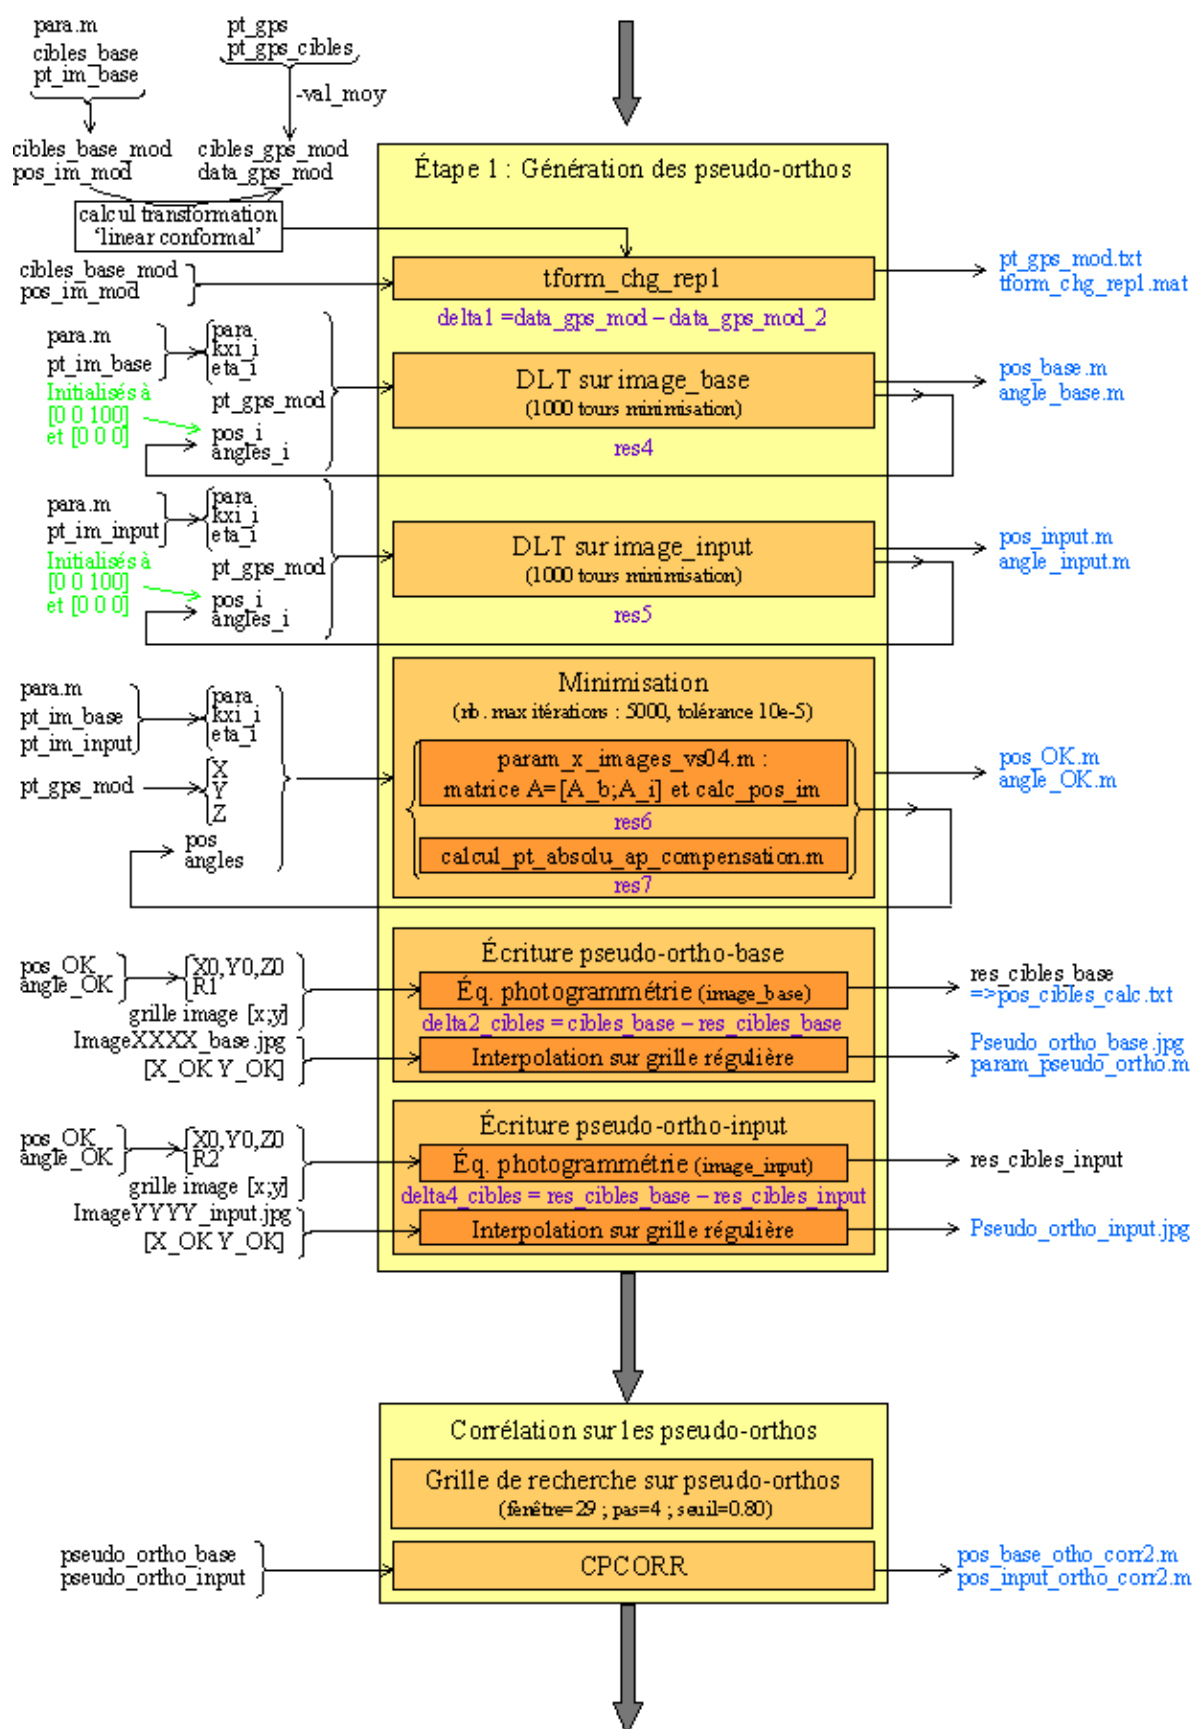 para.m
cibles_base
pt_im_base
pt_gps
pt_gps_cibles
-val_moy
cibles_base_mod
pos_im_mod
cibles_gps_mod
data_gps_mod
calcul transformation
‘linear conformal’
Étape 1 : Génération des pseudo-orthos
cibles_base_mod
pos_im_mod
tform_chg_rep1
pt_gps_mod.txt
tform_chg_rep1.mat
delta1 =data_gps_mod – data_gps_mod_2
para.m
pt_im_base
para
kxi_i
eta_i
Initialisés à
[0 0 100]
et [0 0 0]
pt_gps_mod
pos_i
angles_i
DLT sur image_base
(1000 tours minimisation)
res4
pos_base.m
angle_base.m
para.m
pt_im_input
para
kxi_i
eta_i
Initialisés à
[0 0 100]
et [0 0 0]
pt_gps_mod
pos_i
angles_i
DLT sur image_input
(1000 tours minimisation)
res5
pos_input.m
angle_input.m
para.m
pt_im_base
pt_im_input
para
kxi_i
eta_i
pt_gps_mod
X
Y
Z
pos
angles
Minimisation
(nb. max itérations : 5000, tolérance 10e-5)
param_x_images_vs04.m :
matrice A=[A_b;A_i] et calc_pos_im
res6
calcul_pt_absolu_ap_compensation.m
res7
pos_OK.m
angle_OK.m
Écriture pseudo-ortho-base
pos_OK
angle_OK
X0,Y0,Z0
R1
grille image [x;y]
Éq. photogrammétrie (image_base)
res_cibles_base
=>pos_cibles_calc.txt
delta2_cibles = cibles_base – res_cibles_base
ImageXXXX_base.jpg
[X_OK Y_OK]
Interpolation sur grille régulière
Pseudo_ortho_base.jpg
param_pseudo_ortho.m
Écriture pseudo-ortho-input
pos_OK
angle_OK
X0,Y0,Z0
R2
grille image [x;y]
Éq. photogrammétrie (image_input)
res_cibles_input
delta4_cibles = res_cibles_base – res_cibles_input
ImageYYYY_input.jpg
[X_OK Y_OK]
Interpolation sur grille régulière
Pseudo_ortho_input.jpg
Corrélation sur les pseudo-orthos
Grille de recherche sur pseudo-orthos
(fenêtre=29 ; pas=4 ; seuil=0.80)
pseudo_ortho_base
pseudo_ortho_input
CPCORR
pos_base_otho_corr2.m
pos_input_ortho_corr2.m